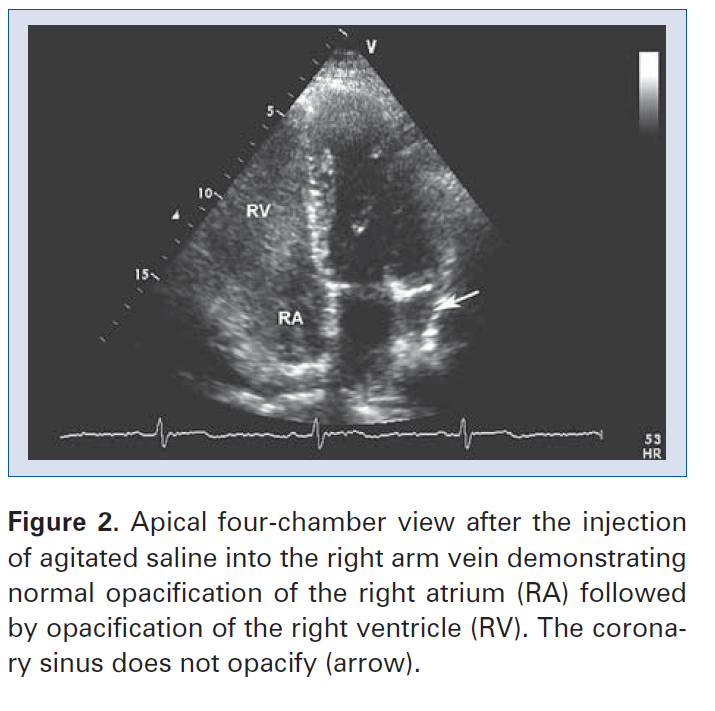 V
5
10
RV
15
RA
53
HR
Figure 2. Apical four-chamber view after the injection
of agitated saline into the right arm vein demonstrating
normal opacification of the right atrium (RA) followed
by opacification of the right ventricle (RV). The corona-
ry sinus does not opacify (arrow).